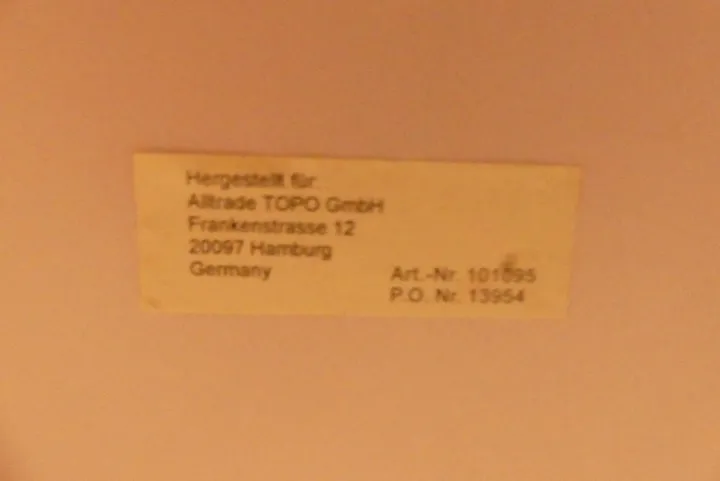 Hergestellt für:
Alltrade TOPO GmbH
Frankenstrasse 12
20097 Hamburg
Germany
Art.-Nr.
P.O. Nr. 13954